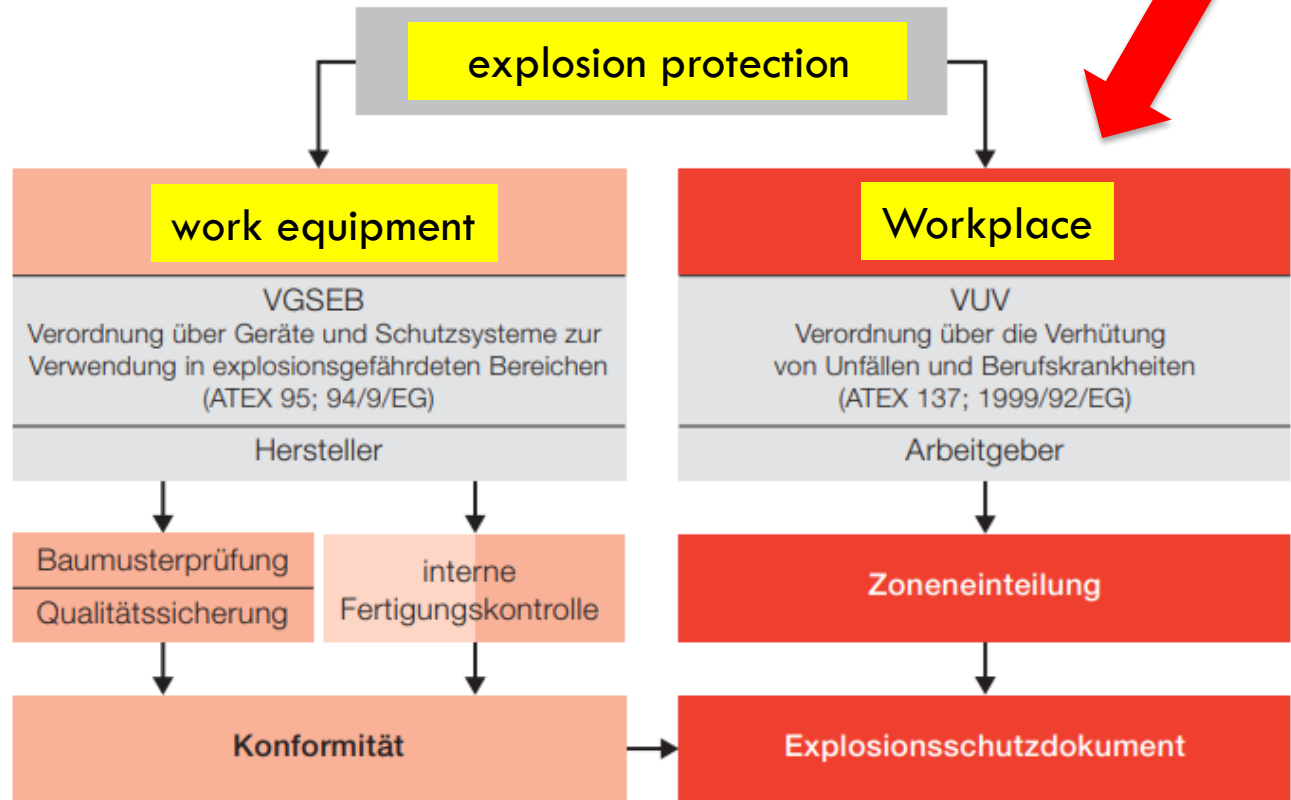 explosion protection
work equipment
VGSEB
Verordnung über Geräte und Schutzsysteme zur
Verwendung in explosionsgefährdeten Bereichen
(ATEX 95; 94/9/EG)
Hersteller
Baumusterprüfung
Qualitätssicherung
interne
Fertigungskontrolle
Konformität
Workplace
VUV
Verordnung über die Verhütung
von Unfällen und Berufskrankheiten
(ATEX 137; 1999/92/EG)
Arbeitgeber
Zoneneinteilung
Explosionsschutzdokument